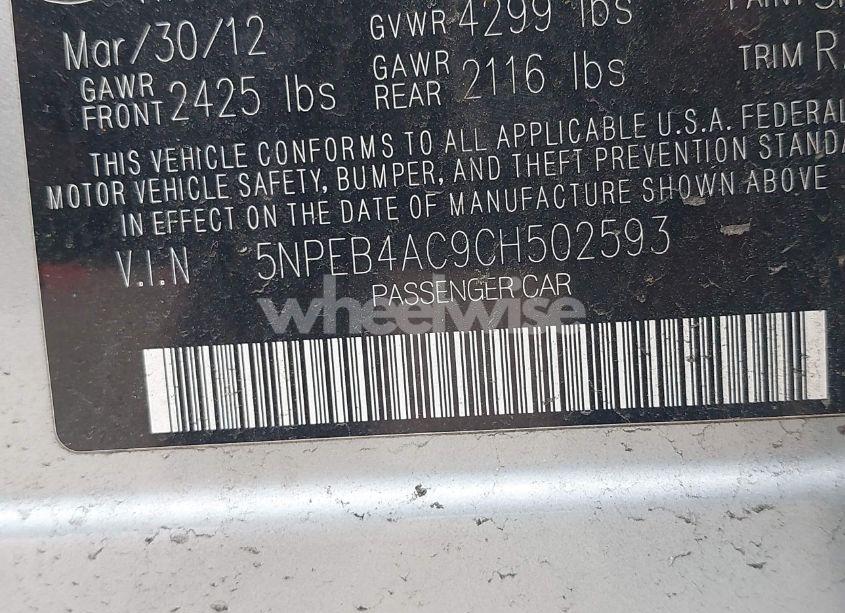 Mar/30/12 GVWR 4299 lbs
GAWR FRONT 2425 lbs GAWR REAR 2116 lbs TRIM
THIS VEHICLE CONFORMS TO ALL APPLICABLE U.S.A. FEDERAL
MOTOR VEHICLE SAFETY, BUMPER, AND THEFT PREVENTION
IN EFFECT ON THE DATE OF MANUFACTURE SHOWN ABOVE
V.I.N 5NPEB4AC9CH502593
PASSENGER CAR
wheelwise